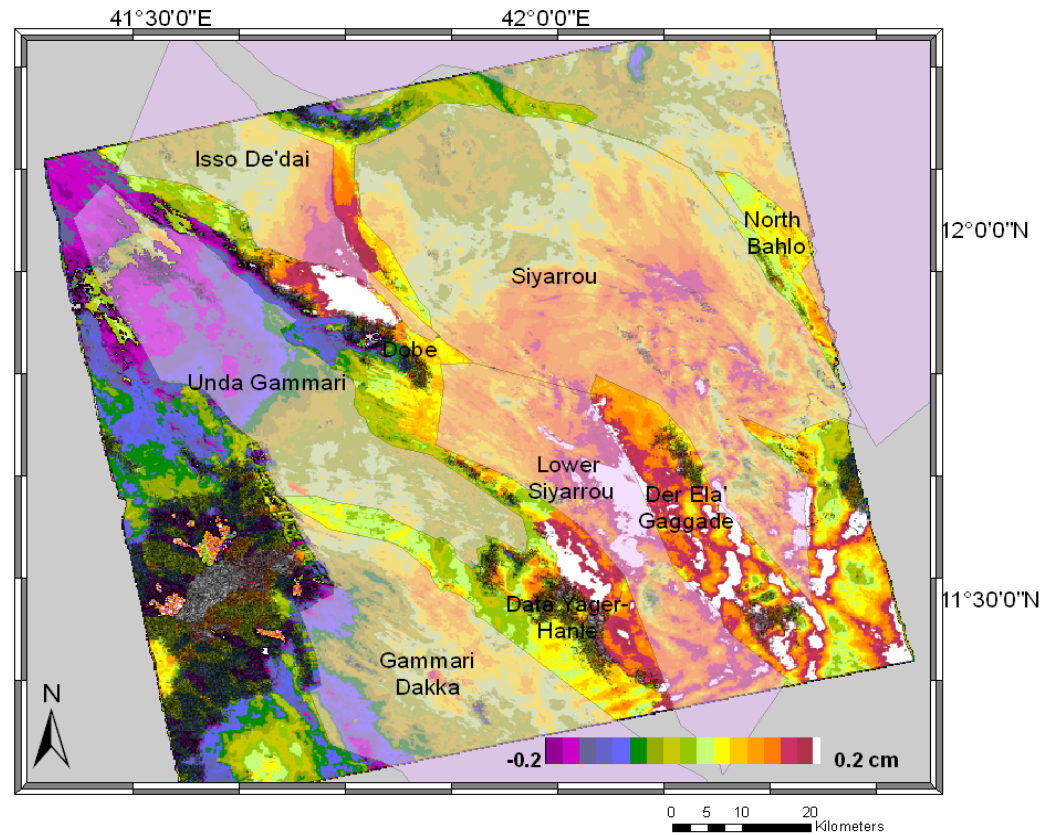 41°30'0"E
42°0'0"E
Isso De'dai
North
Bahlo
12°0'0"N
Siyarrou
Dobe
Unda Gammari
Lower
Siyarrou
Der Ela'
Gaggade
11°30'0"N
Data Yager-
Hanle
Gammari
Dakka
N
-0.2
0.2 cm
0 5 10 20
Kilometers